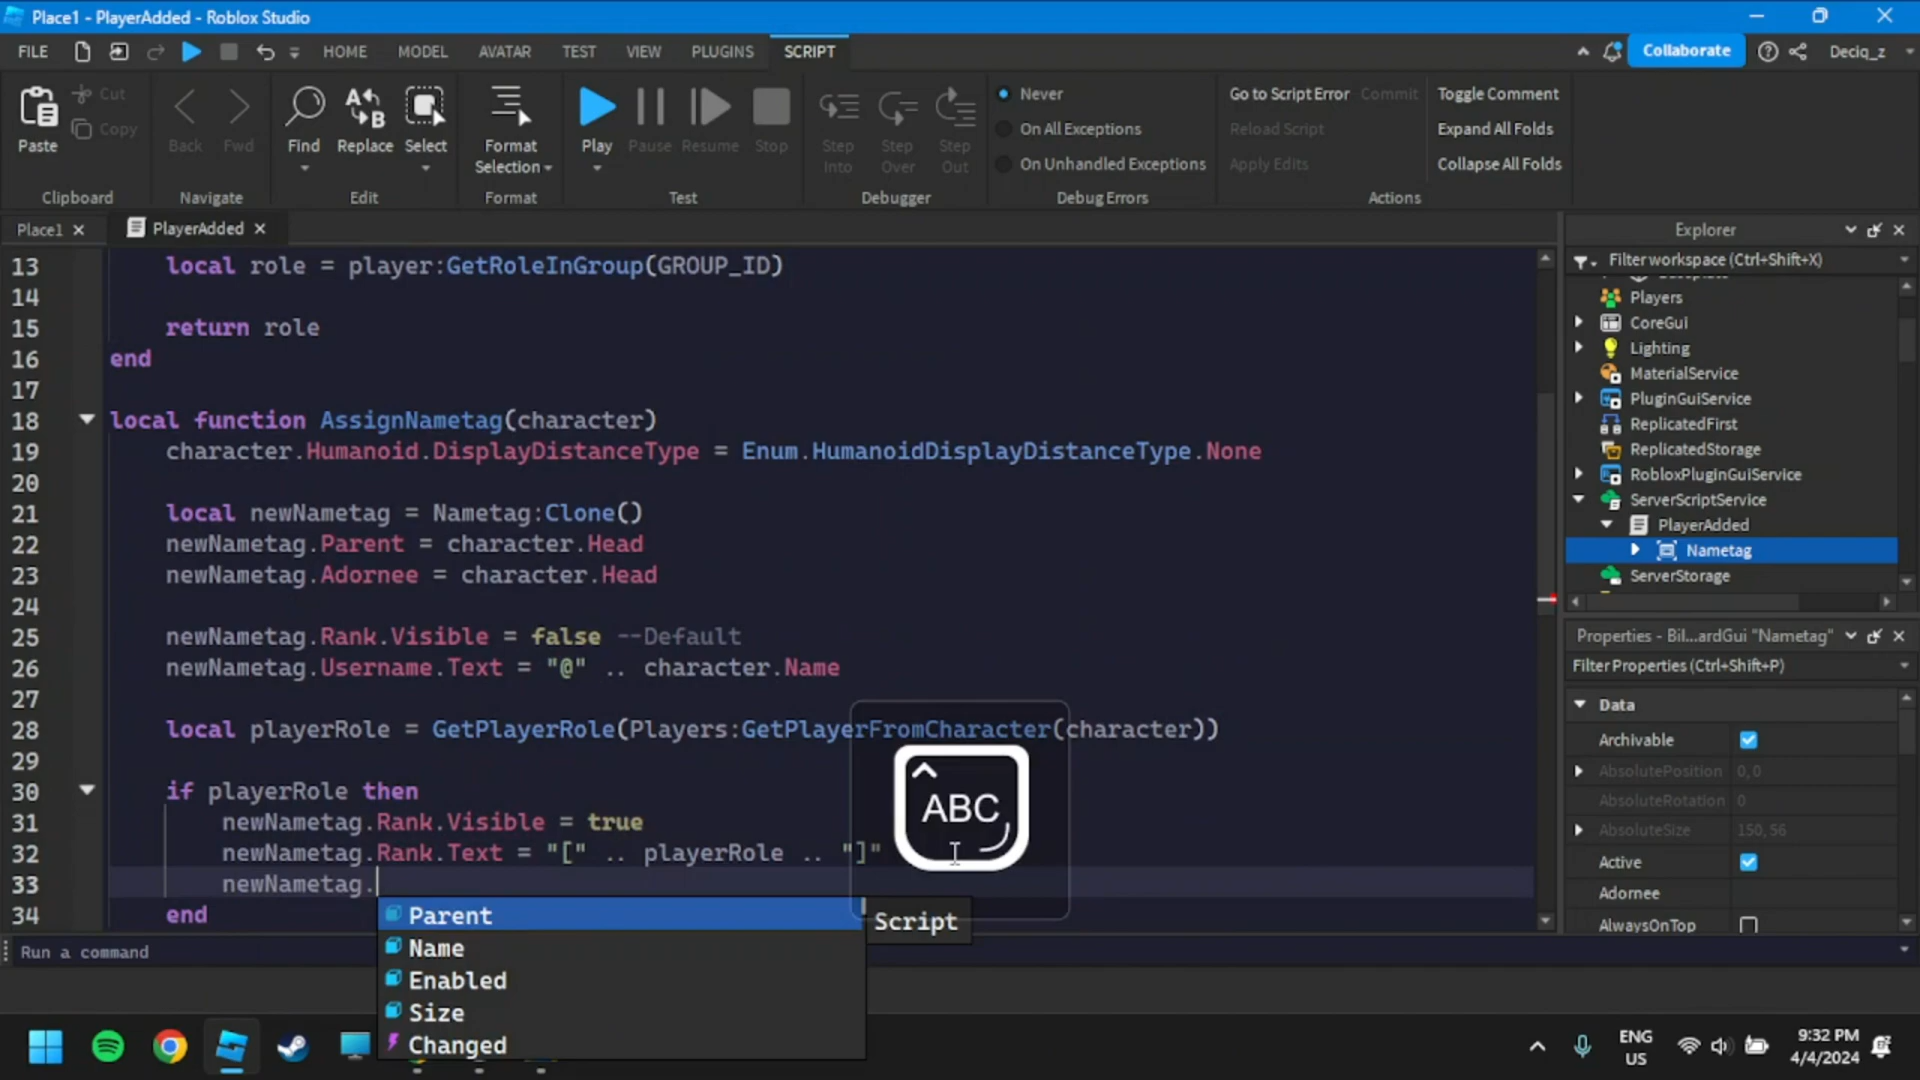 Place1 - PlayerAdded - Roblox Studio
FILE HOME MODEL AVATAR TEST VIEW PLUGINS SCRIPT Collaborate Deciq_z
Paste Cut Copy Back Fwd Find Replace Select Format Selection Play Pause Resume Stop Step Into Step Over Step Out
Never
On All Exceptions
On Unhandled Exceptions
Go to Script Error Commit
Reload Script
Apply Edits
Toggle Comment
Expand All Folds
Collapse All Folds
Clipboard Navigate Edit Format Test Debugger Debug Errors Actions
Place1 PlayerAdded
13 local role = player:GetRoleInGroup(GROUP_ID)
14
15 return role
16 end
17
18 local function AssignNametag(character)
19 character.Humanoid.DisplayDistanceType = Enum.HumanoidDisplayDistanceType.None
20
21 local newNametag = Nametag:Clone()
22 newNametag.Parent = character.Head
23 newNametag.Adornee = character.Head
24
25 newNametag.Rank.Visible = false --Default
26 newNametag.Username.Text = "@" .. character.Name
27
28 local playerRole = GetPlayerRole(Players:GetPlayerFromCharacter(character))
29
30 if playerRole then
31 newNametag.Rank.Visible = true
32 newNametag.Rank.Text = "[" .. playerRole .. "]"
33 newNametag.
34 end
ABC
Parent
Name
Enabled
Size
Changed
Script
Run a command
Explorer
Filter workspace (Ctrl+Shift+X)
Players
CoreGui
Lighting
MaterialService
PluginGuiService
ReplicatedFirst
ReplicatedStorage
RobloxPluginGuiService
ServerScriptService
PlayerAdded
Nametag
ServerStorage
Properties - Bil...ardGui "Nametag"
Filter Properties (Ctrl+Shift+P)
Data
Archivable
AbsolutePosition 0, 0
AbsoluteRotation 0
AbsoluteSize 150, 56
Active
Adornee
AlwaysOnTop
ENG
US
9:32 PM
4/4/2024